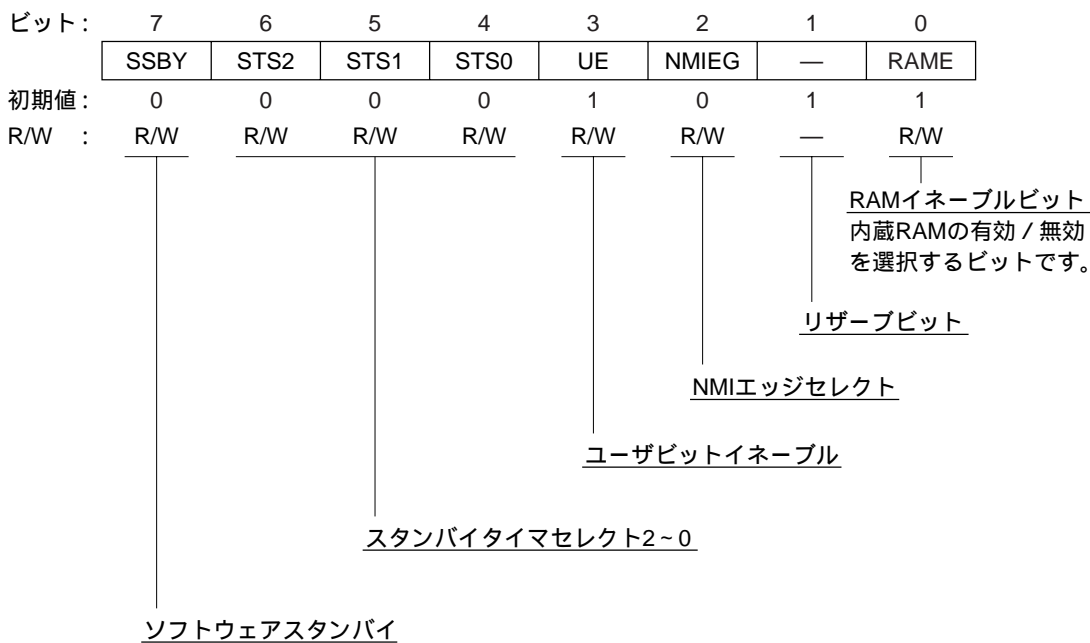 ビット: 7 6 5 4 3 2 1 0
SSBY STS2 STS1 STS0 UE NMIEG — RAME
初期値: 0 0 0 0 1 0 1 1
R/W : R/W R/W R/W R/W R/W R/W — R/W
RAMイネーブルビット
内蔵RAMの有効/無効
を選択するビットです。
リザーブビット
NMIエッジセレクト
ユーザビットイネーブル
スタンバイタイマセレクト2~0
ソフトウェアスタンバイ